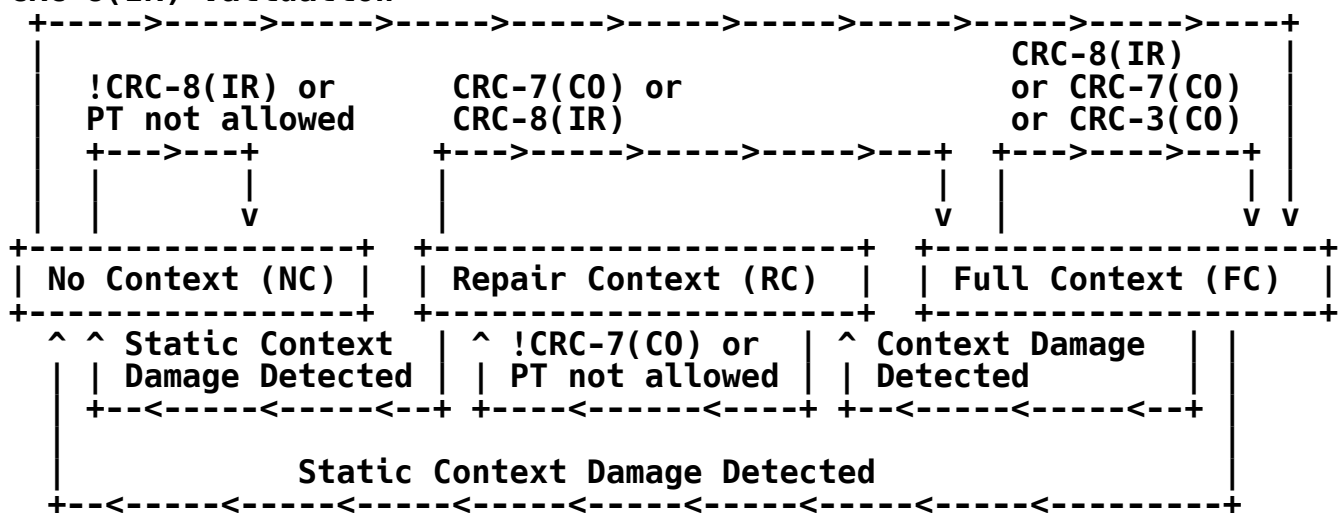 CRC-8(IR) Validation
!CRC-8(IR) or CRC-7(CO) or CRC-8(IR) or CRC-7(CO)
PT not allowed CRC-8(IR) or CRC-3(CO)
No Context (NC) Repair Context (RC) Full Context (FC)
Static Context !CRC-7(CO) or Context Damage
Damage Detected PT not allowed Detected
Static Context Damage Detected